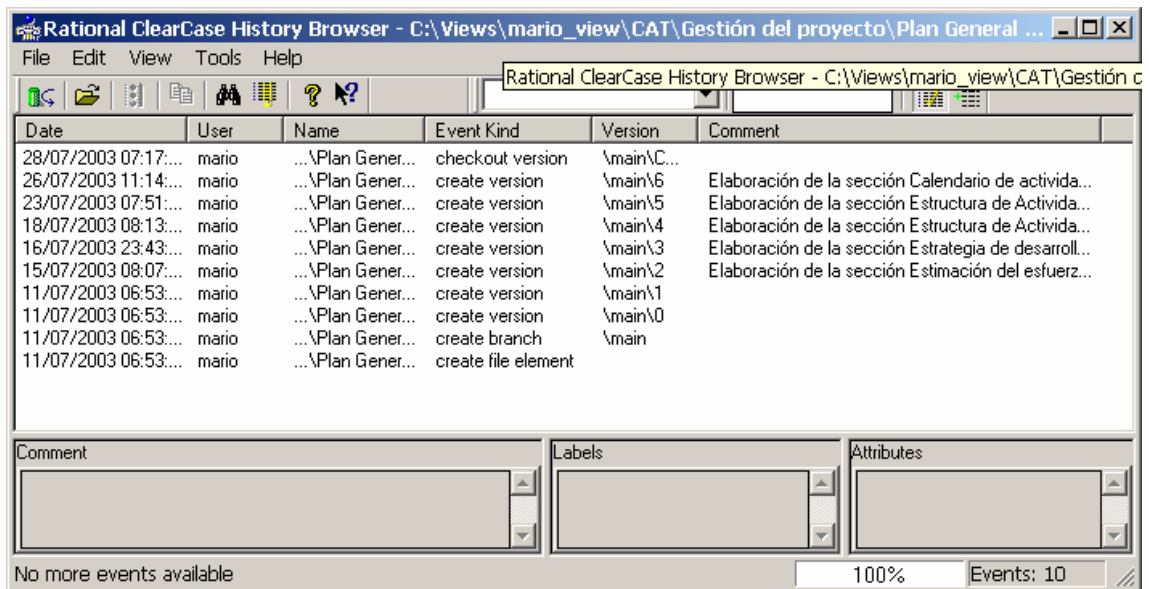 Rational ClearCase History Browser - C:\Views\mario_view\CAT\Gestión del proyecto\Plan General ...
File Edit View Tools Help
Rational ClearCase History Browser - C:\Views\mario_view\CAT\Gestión
Date User Name Event Kind Version Comment
28/07/2003 07:17:... mario ...\Plan Gener... checkout version \main\C...
26/07/2003 11:14:... mario ...\Plan Gener... create version \main\6 Elaboración de la sección Calendario de activida...
23/07/2003 07:51:... mario ...\Plan Gener... create version \main\5 Elaboración de la sección Estructura de Activida...
18/07/2003 08:13:... mario ...\Plan Gener... create version \main\4 Elaboración de la sección Estructura de Activida...
16/07/2003 23:43:... mario ...\Plan Gener... create version \main\3 Elaboración de la sección Estrategia de desarroll...
15/07/2003 08:07:... mario ...\Plan Gener... create version \main\2 Elaboración de la sección Estimación del esfuerz...
11/07/2003 06:53:... mario ...\Plan Gener... create version \main\1
11/07/2003 06:53:... mario ...\Plan Gener... create version \main\0
11/07/2003 06:53:... mario ...\Plan Gener... create branch \main
11/07/2003 06:53:... mario ...\Plan Gener... create file element
Comment Labels Attributes
No more events available 100% Events: 10